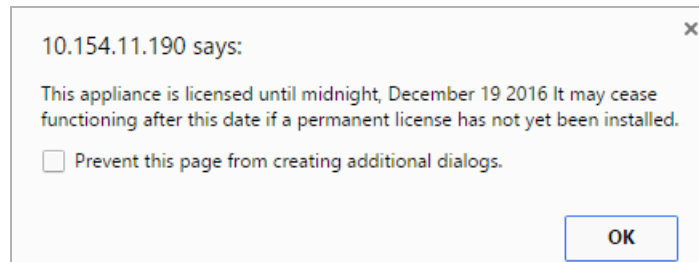 10.154.11.190 says:
This appliance is licensed until midnight, December 19 2016 It may cease
functioning after this date if a permanent license has not yet been installed.
Prevent this page from creating additional dialogs.
OK